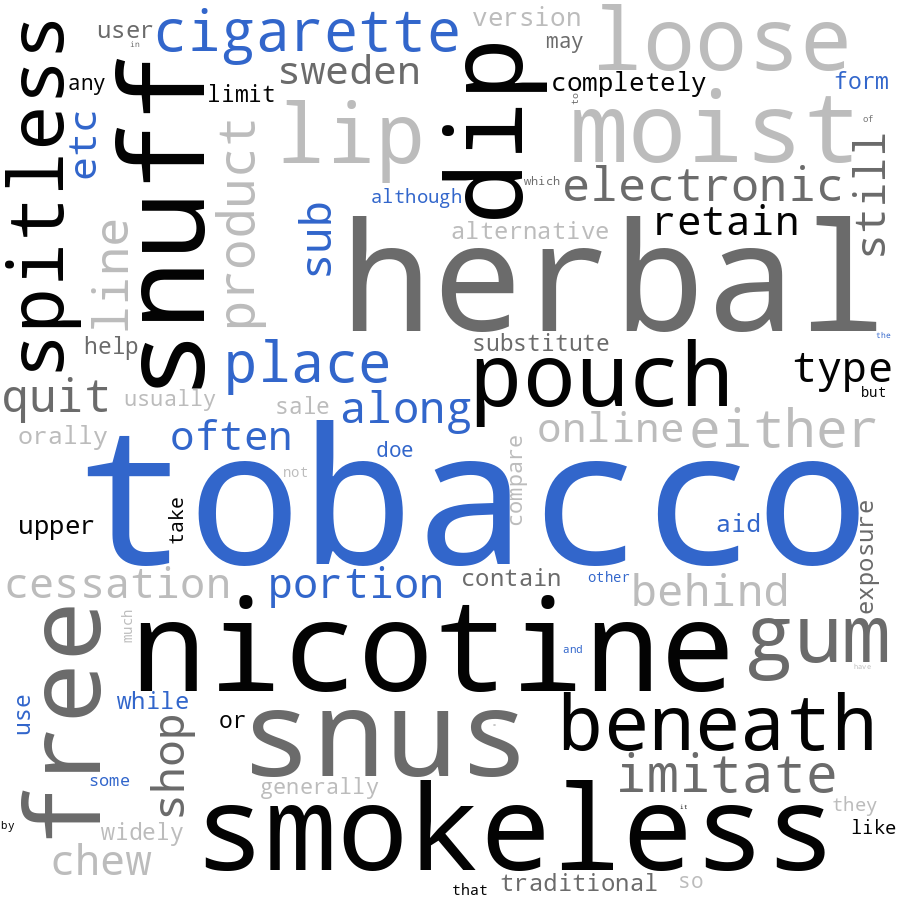 version
user
cigarette
loose
in
may
spitless
snuff
dip
sweden
any
limit
completely
form
etc
product
lip
moist
to
of
which
electronic
still
although
sub
retain
line
alternative
herbal
the
help
place
substitute
pouch
type
but
quit
usually
sale
along
orally
often
online
either
doe
compare
tobacco
not
upper
take
aid
exposure
cessation
portion
contain
other
behind
free
much
nicotine
gum
and
have
use
while
shop
or
snus
beneath
some
generally
imitate
smokeless
it
they
by
widely
like
chew
that
traditional
so